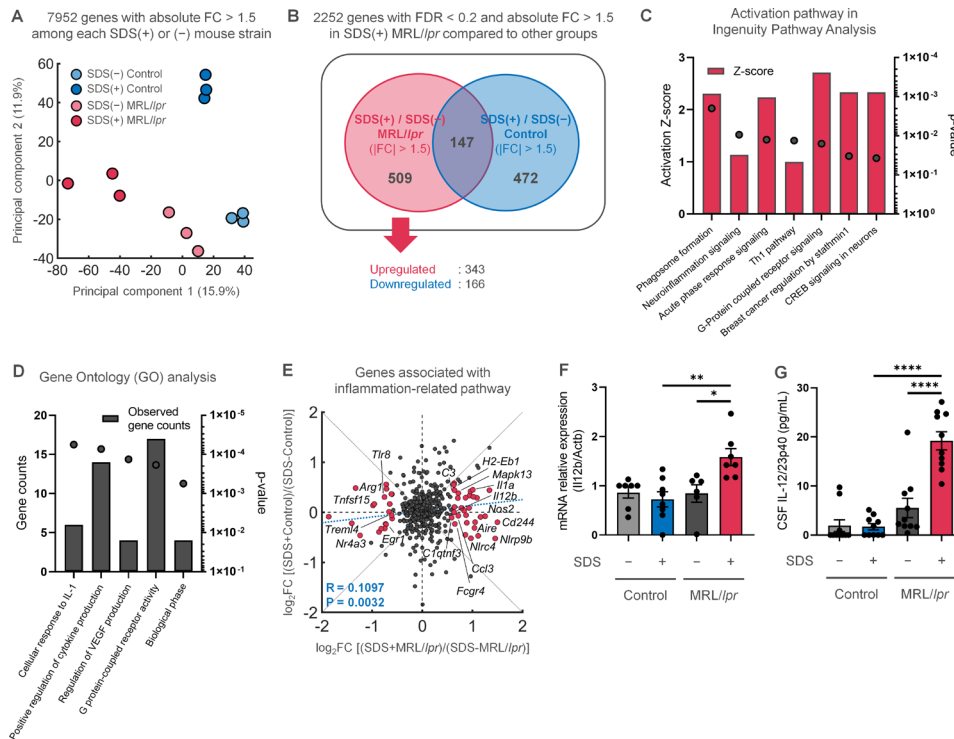 A
7952 genes with absolute FC > 1.5
among each SDS(+) or (−) mouse strain
SDS(−) Control
SDS(+) Control
SDS(−) MRL/lpr
SDS(+) MRL/lpr
Principal component 2 (11.9%)
60
40
20
0
-20
-40
-80
-60
-40
-20
0
20
40
60
Principal component 1 (15.9%)
B
2252 genes with FDR < 0.2 and absolute FC > 1.5
in SDS(+) MRL/lpr compared to other groups
SDS(+) / SDS(−)
MRL/lpr
(|FC| > 1.5)
509
147
SDS(+) / SDS(−)
Control
(|FC| > 1.5)
472
Upregulated : 343
Downregulated : 166
C
Activation pathway in
Ingenuity Pathway Analysis
Z-score
Activation Z-score
3
2
1
0
1×10-4
1×10-3
1×10-2
1×10-1
1×100
p-value
Phagosome formation
Neuroinflammation signaling
Acute phase response signaling
Th1 pathway
G-Protein coupled receptor signaling
Breast cancer regulation by stathmin1
CREB signaling in neurons
D
Gene Ontology (GO) analysis
Observed
gene counts
Gene counts
20
15
10
5
0
1×10-5
1×10-4
1×10-3
1×10-2
1×10-1
p-value
Cellular response to IL-1
Positive regulation of cytokine production
Regulation of VEGF production
G protein-coupled receptor activity
Biological phase
E
Genes associated with
inflammation-related pathway
log2FC [(SDS+Control)/(SDS-Control)]
2
1
0
-1
-2
Tlr8
C3
H2-Eb1
Mapk13
Arg1
Il1a
Tnfsf15
Il12b
Nos2
Treml4
Cd244
Aire
Nr4a3
Egr1
Nlrp9b
Nlrc4
C1qtnf3
Ccl3
Fcgr4
R = 0.1097
P = 0.0032
-2
-1
0
1
2
log2FC [(SDS+MRL/lpr)/(SDS-MRL/lpr)]
F
**
*
mRNA relative expression
(Il12b/Actb)
3
2
1
0
SDS − + − +
Control MRL/lpr
G
****
****
CSF IL-12/23p40 (pg/mL)
30
20
10
0
SDS − + − +
Control MRL/lpr